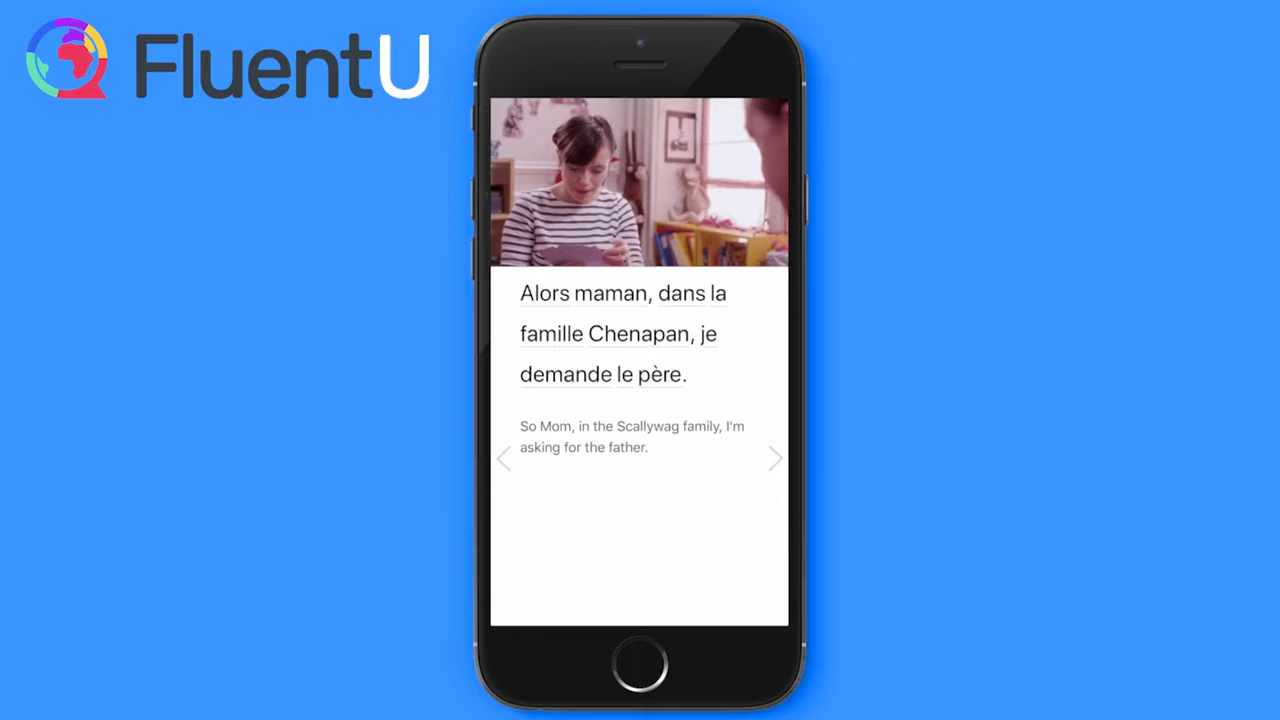 FluentU
Alors maman, dans la
famille Chenapan, je
demande le père.
So Mom, in the Scallywag family, I'm
asking for the father.